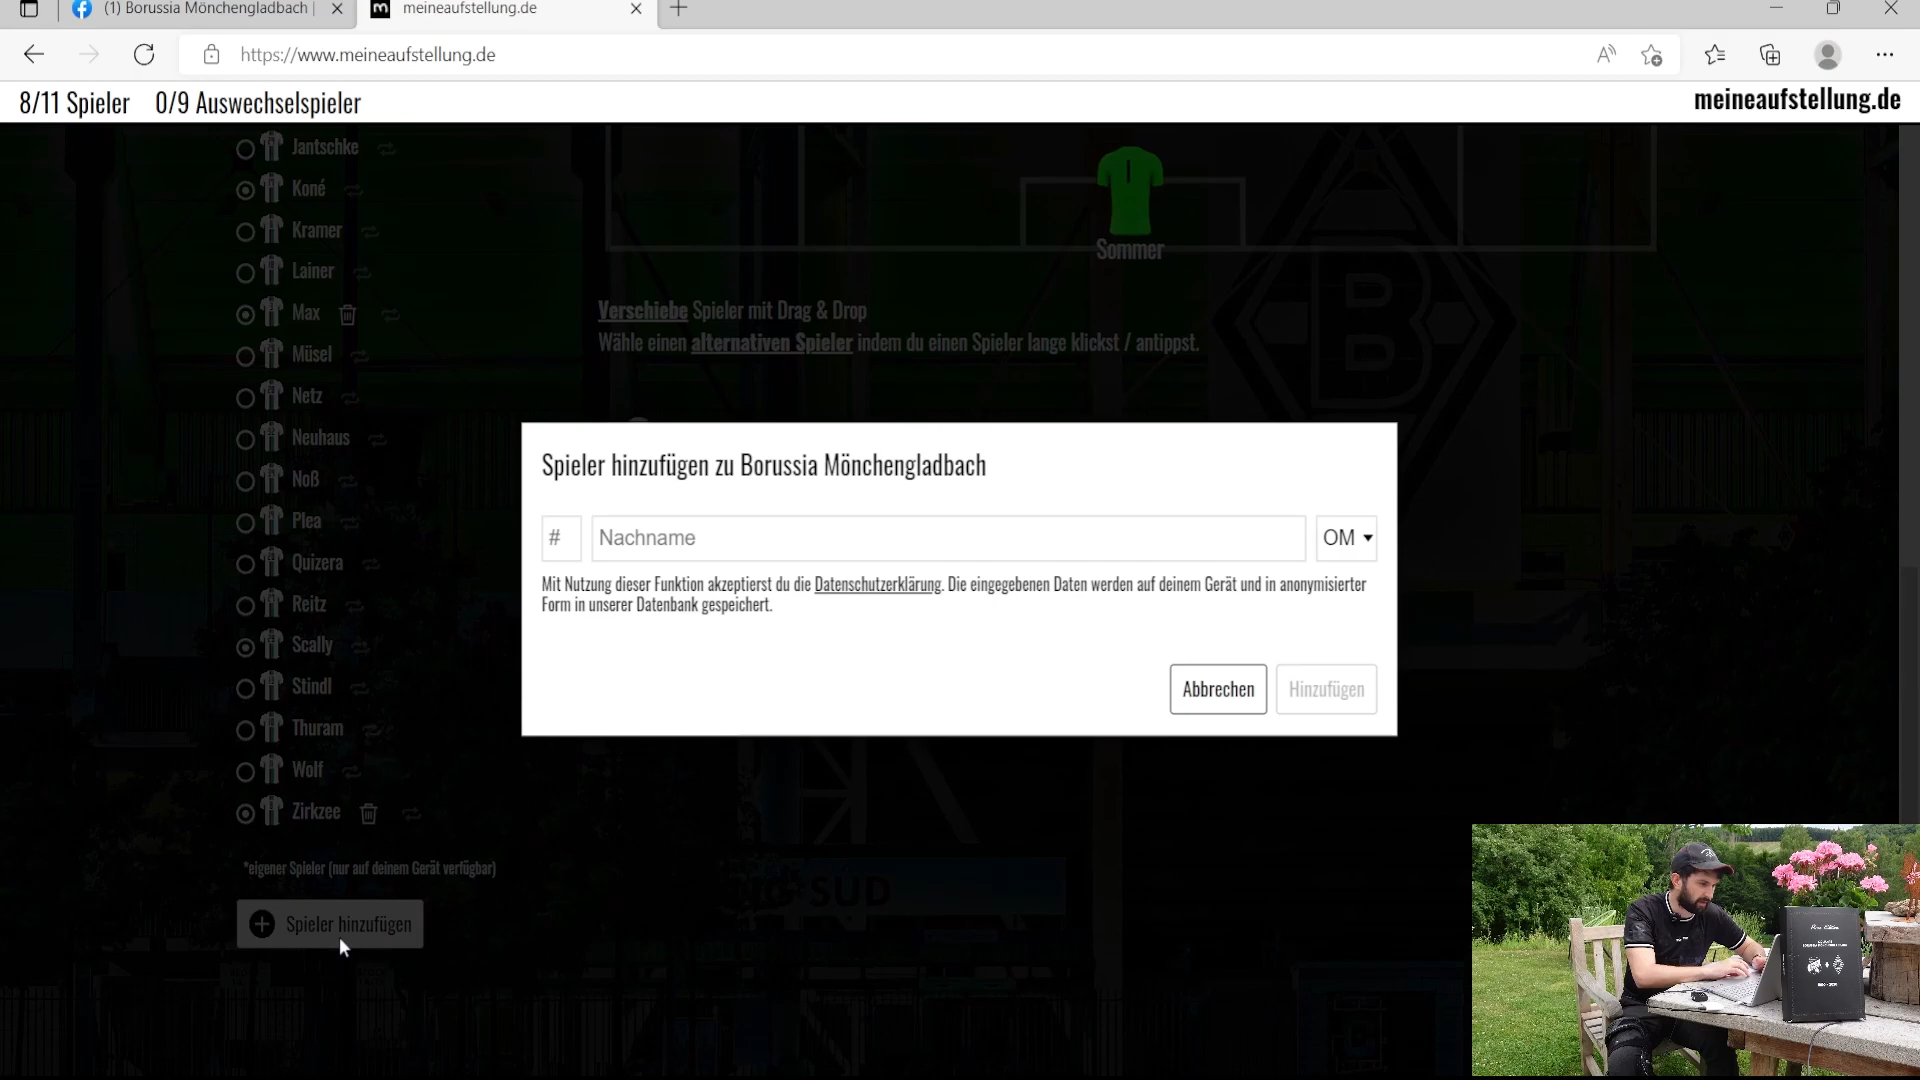 (1) Borussia Mönchengladbach |
meineaufstellung.de
https://www.meineaufstellung.de
8/11 Spieler 0/9 Auswechselspieler
meineaufstellung.de
Jantschke
Koné
Kramer
Lainer
Max
Müsel
Netz
Neuhaus
Noß
Plea
Quizera
Reitz
Scally
Stindl
Thuram
Wolf
Zirkzee
*eigener Spieler (nur auf deinem Gerät verfügbar)
Spieler hinzufügen
1
Sommer
Verschiebe Spieler mit Drag & Drop
Wähle einen alternativen Spieler indem du einen Spieler lange klickst / antippst.
B
Spieler hinzufügen zu Borussia Mönchengladbach
# Nachname OM
Mit Nutzung dieser Funktion akzeptierst du die Datenschutzerklärung. Die eingegebenen Daten werden auf deinem Gerät und in anonymisierter
Form in unserer Datenbank gespeichert.
Abbrechen Hinzufügen
SUD